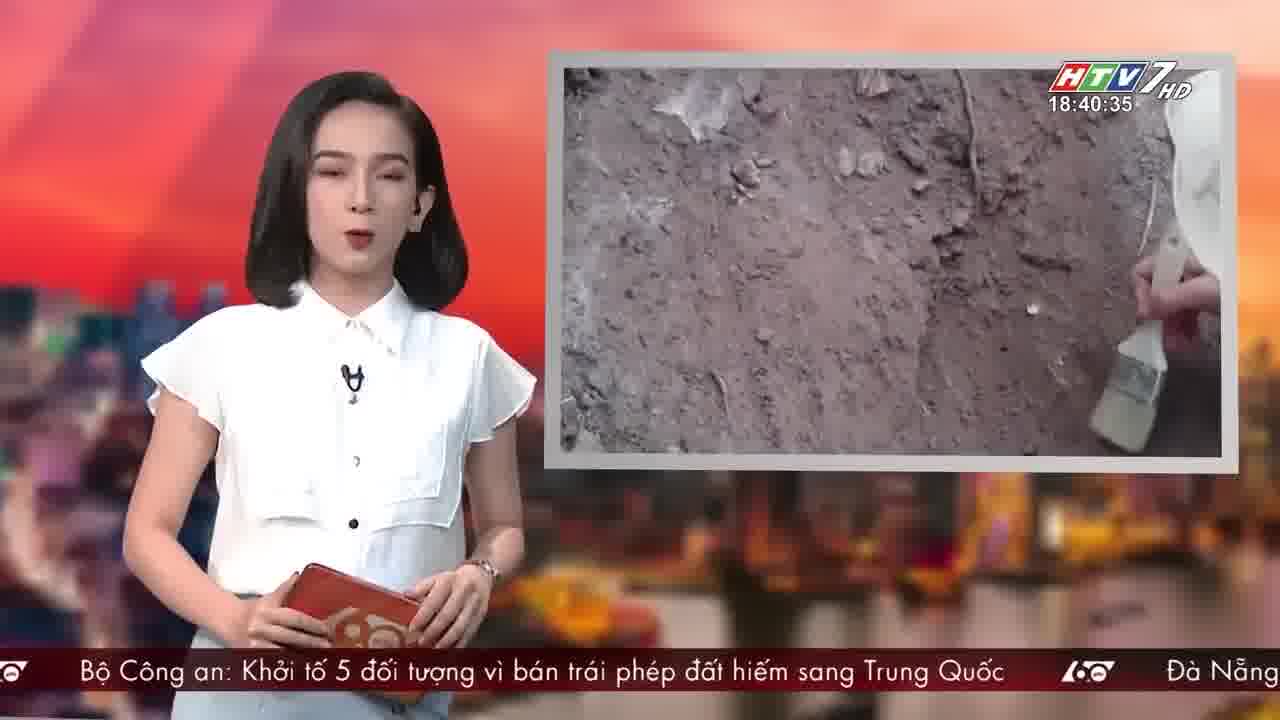 HTV7
HD
18:40:35
Bộ Công an: Khởi tố 5 đối tượng vì bán trái phép đất hiếm sang Trung Quốc
Đà Nẵng